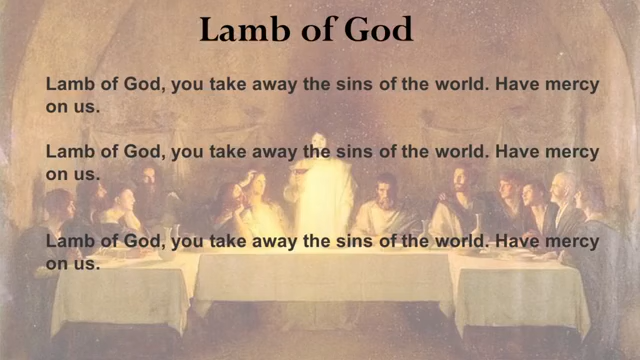 Lamb of God
Lamb of God, you take away the sins of the world. Have mercy
on us.
Lamb of God, you take away the sins of the world. Have mercy
on us.
Lamb of God, you take away the sins of the world. Have mercy
on us.